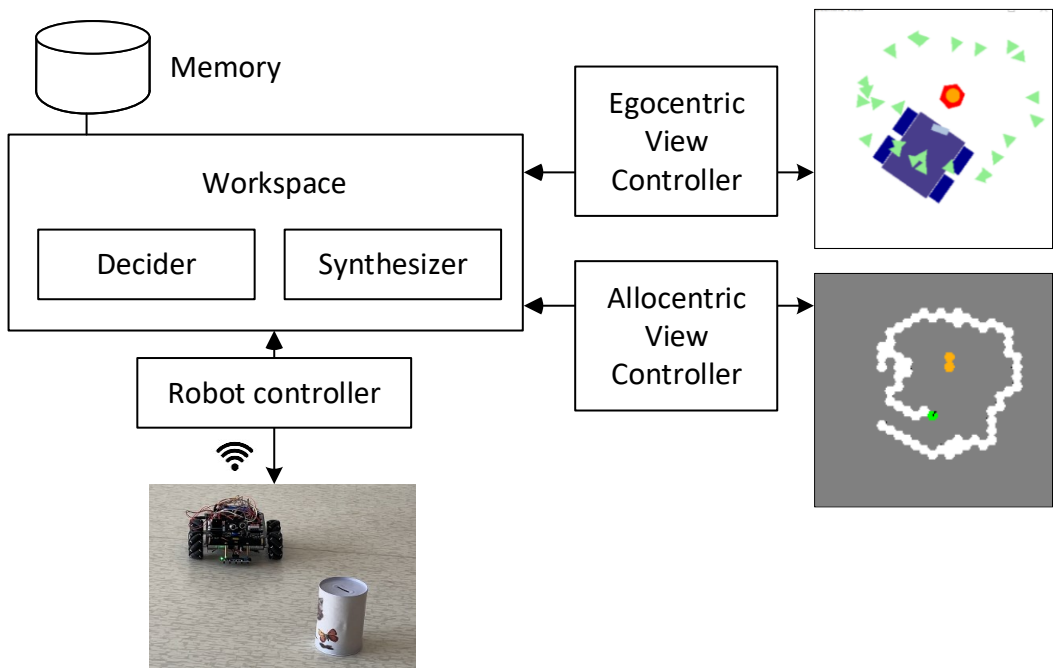 Memory
Workspace
Decider
Synthesizer
Egocentric
View
Controller
Allocentric
View
Controller
Robot controller